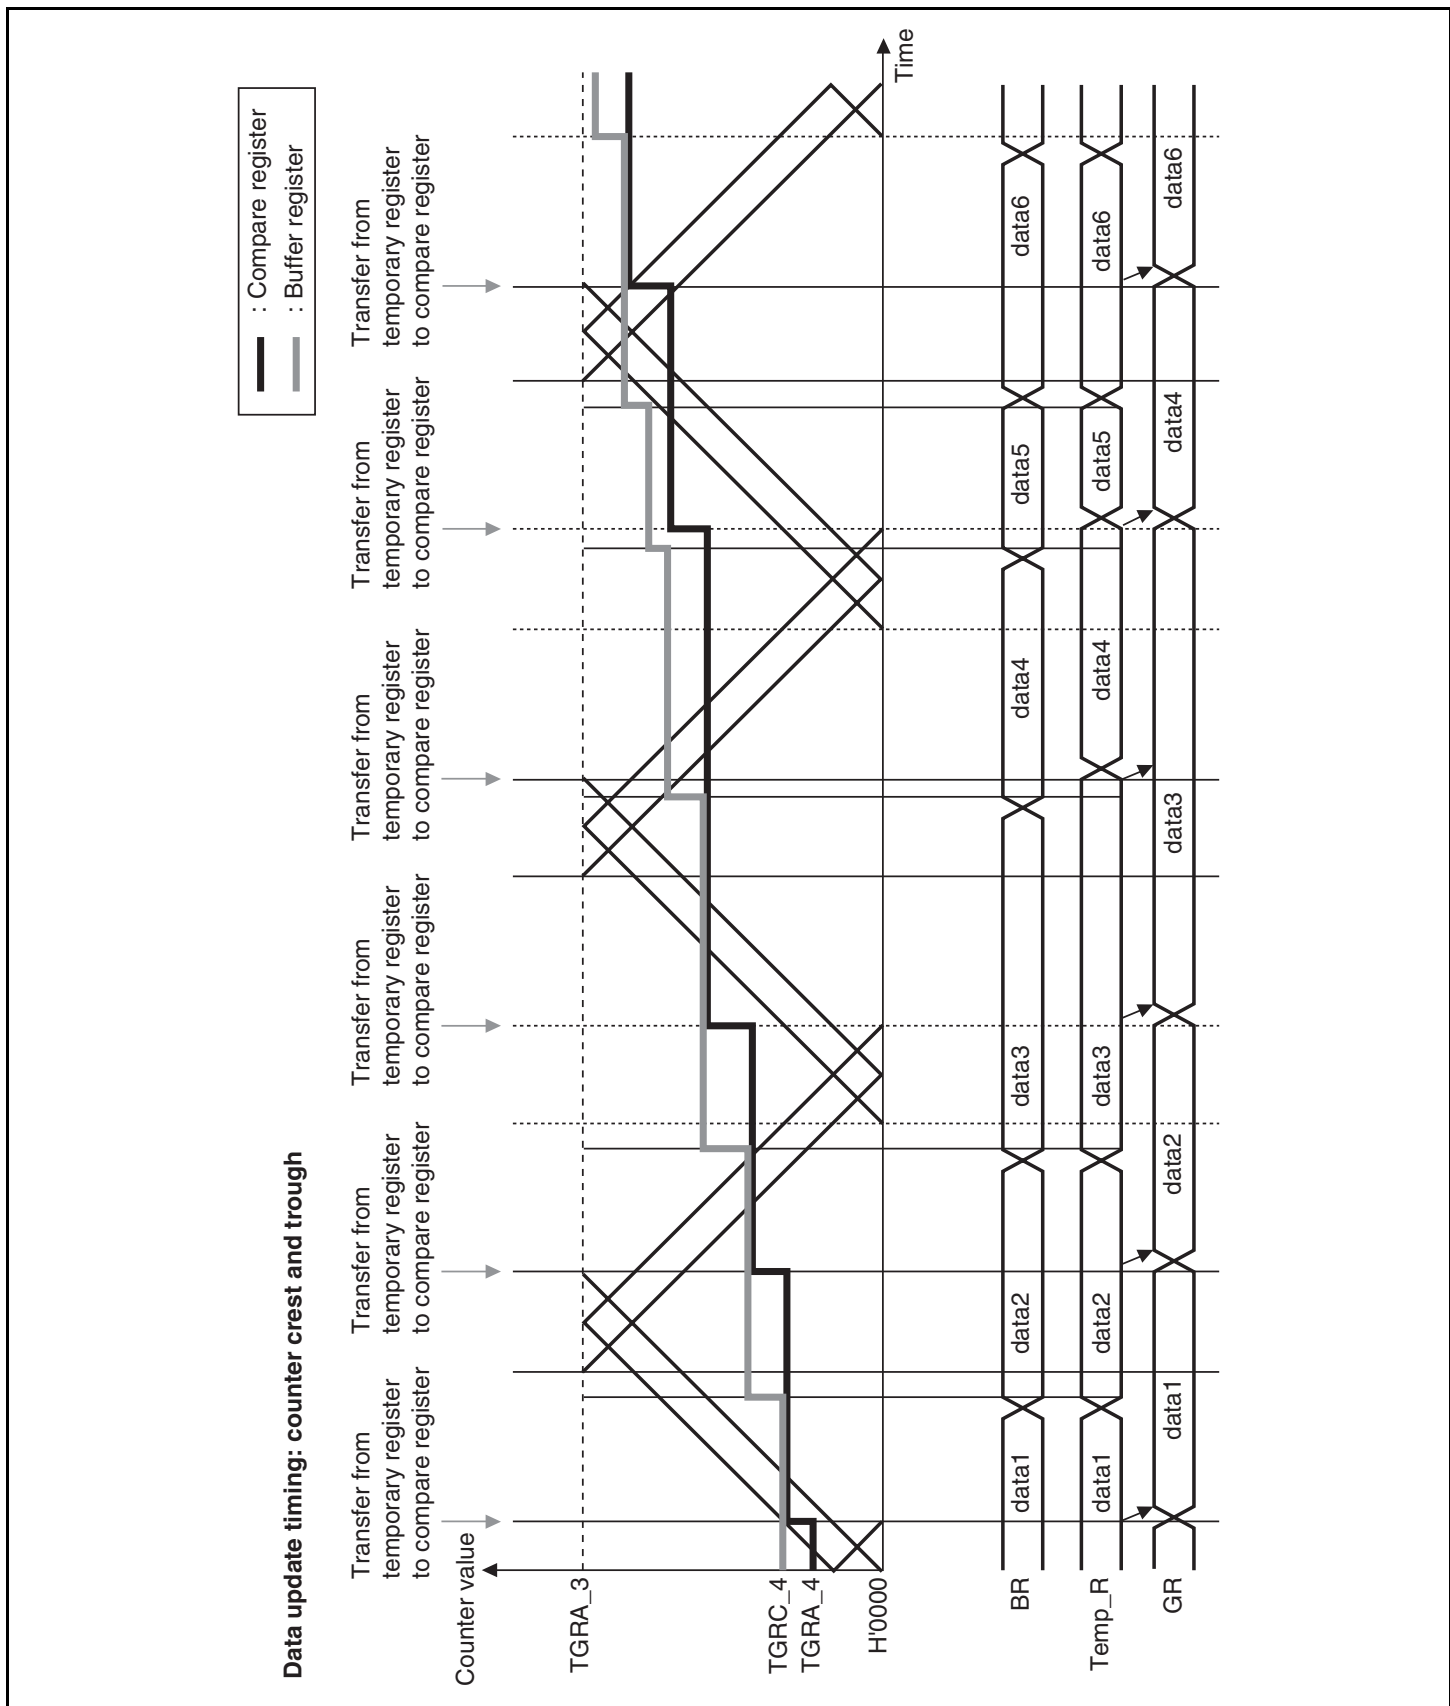 Data update timing: counter crest and trough
: Compare register
: Buffer register
Transfer from
temporary register
to compare register
Transfer from
temporary register
to compare register
Transfer from
temporary register
to compare register
Transfer from
temporary register
to compare register
Transfer from
temporary register
to compare register
Transfer from
temporary register
to compare register
Counter value
TGRA_3
TGRC_4
TGRA_4
H'0000
Time
BR
data1
data2
data3
data4
data5
data6
Temp_R
data1
data2
data3
data4
data5
data6
GR
data1
data2
data3
data4
data6